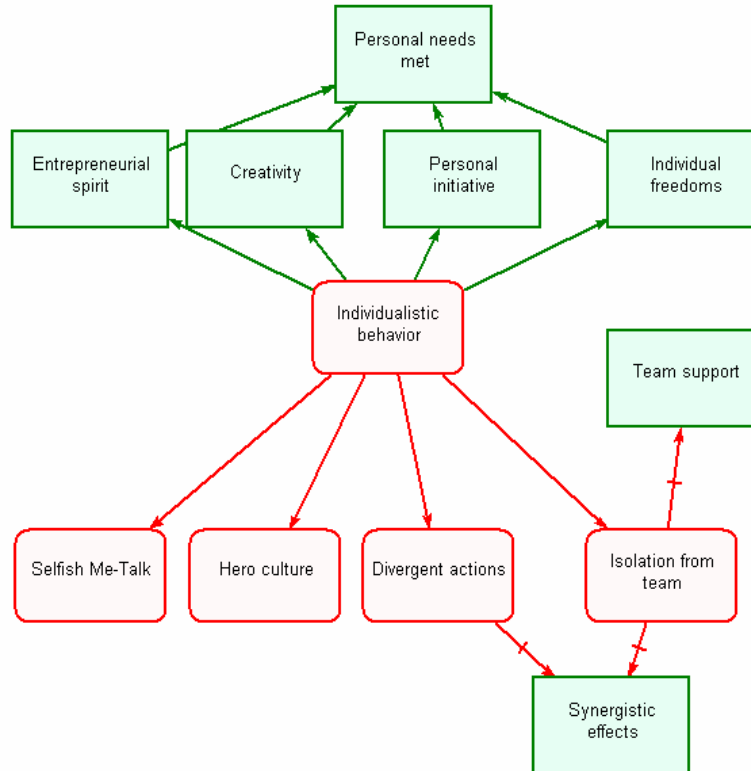 Personal needs
met
Entrepreneurial
spirit
Creativity
Personal
initiative
Individual
freedoms
Individualistic
behavior
Team support
Selfish Me-Talk
Hero culture
Divergent actions
Isolation from
team
Synergistic
effects